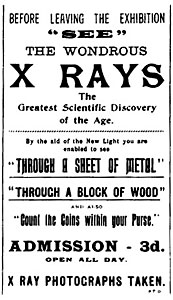 BEFORE LEAVING THE EXHIBITION
"SEE"
THE WONDROUS
X RAYS
The
Greatest Scientific Discovery
of the Age.
By the aid of the New Light you are
enabled to see
"THROUGH A SHEET OF METAL"
"THROUGH A BLOCK OF WOOD"
AND ALSO
"Count the Coins within your Purse."
ADMISSION - 3d.
OPEN ALL DAY.
X RAY PHOTOGRAPHS TAKEN.